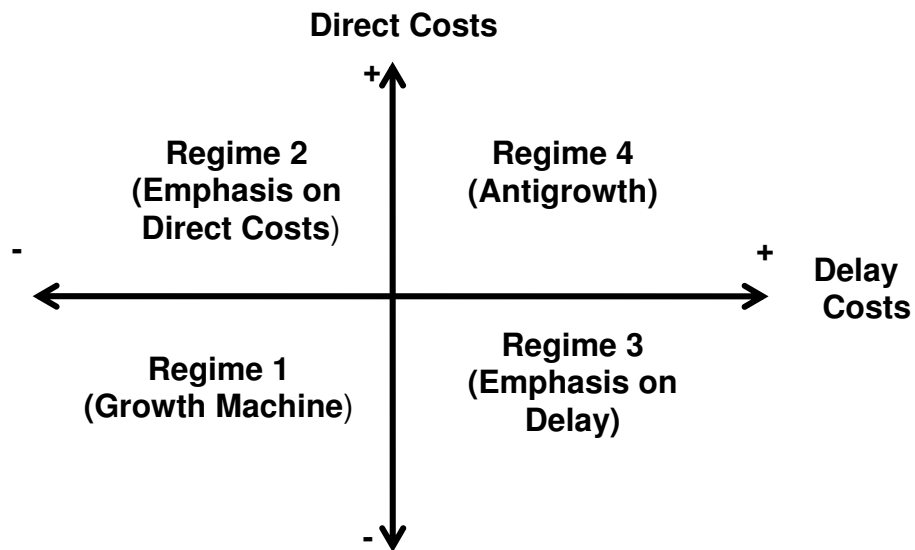 Direct Costs
+
Regime 2
(Emphasis on
Direct Costs)
Regime 4
(Antigrowth)
-
+
Delay
Costs
Regime 1
(Growth Machine)
Regime 3
(Emphasis on
Delay)
-